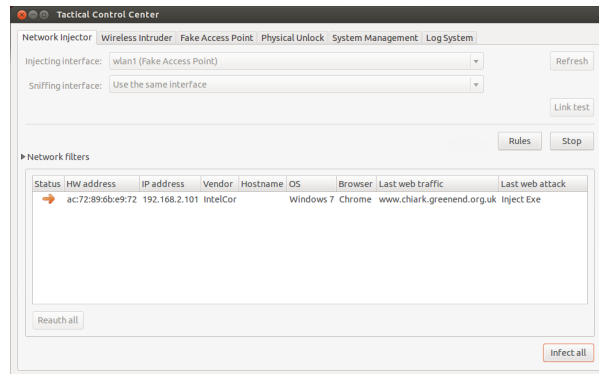 Tactical Control Center
Network Injector Wireless Intruder Fake Access Point Physical Unlock System Management Log System
Injecting interface: wlan1 (Fake Access Point) Refresh
Sniffing interface: Use the same interface
Link test
Rules Stop
Network filters
Status HW address IP address Vendor Hostname OS Browser Last web traffic Last web attack
ac:72:89:6b:e9:72 192.168.2.101 IntelCor Windows 7 Chrome www.chiark.greenend.org.uk Inject Exe
Reauth all
Infect all